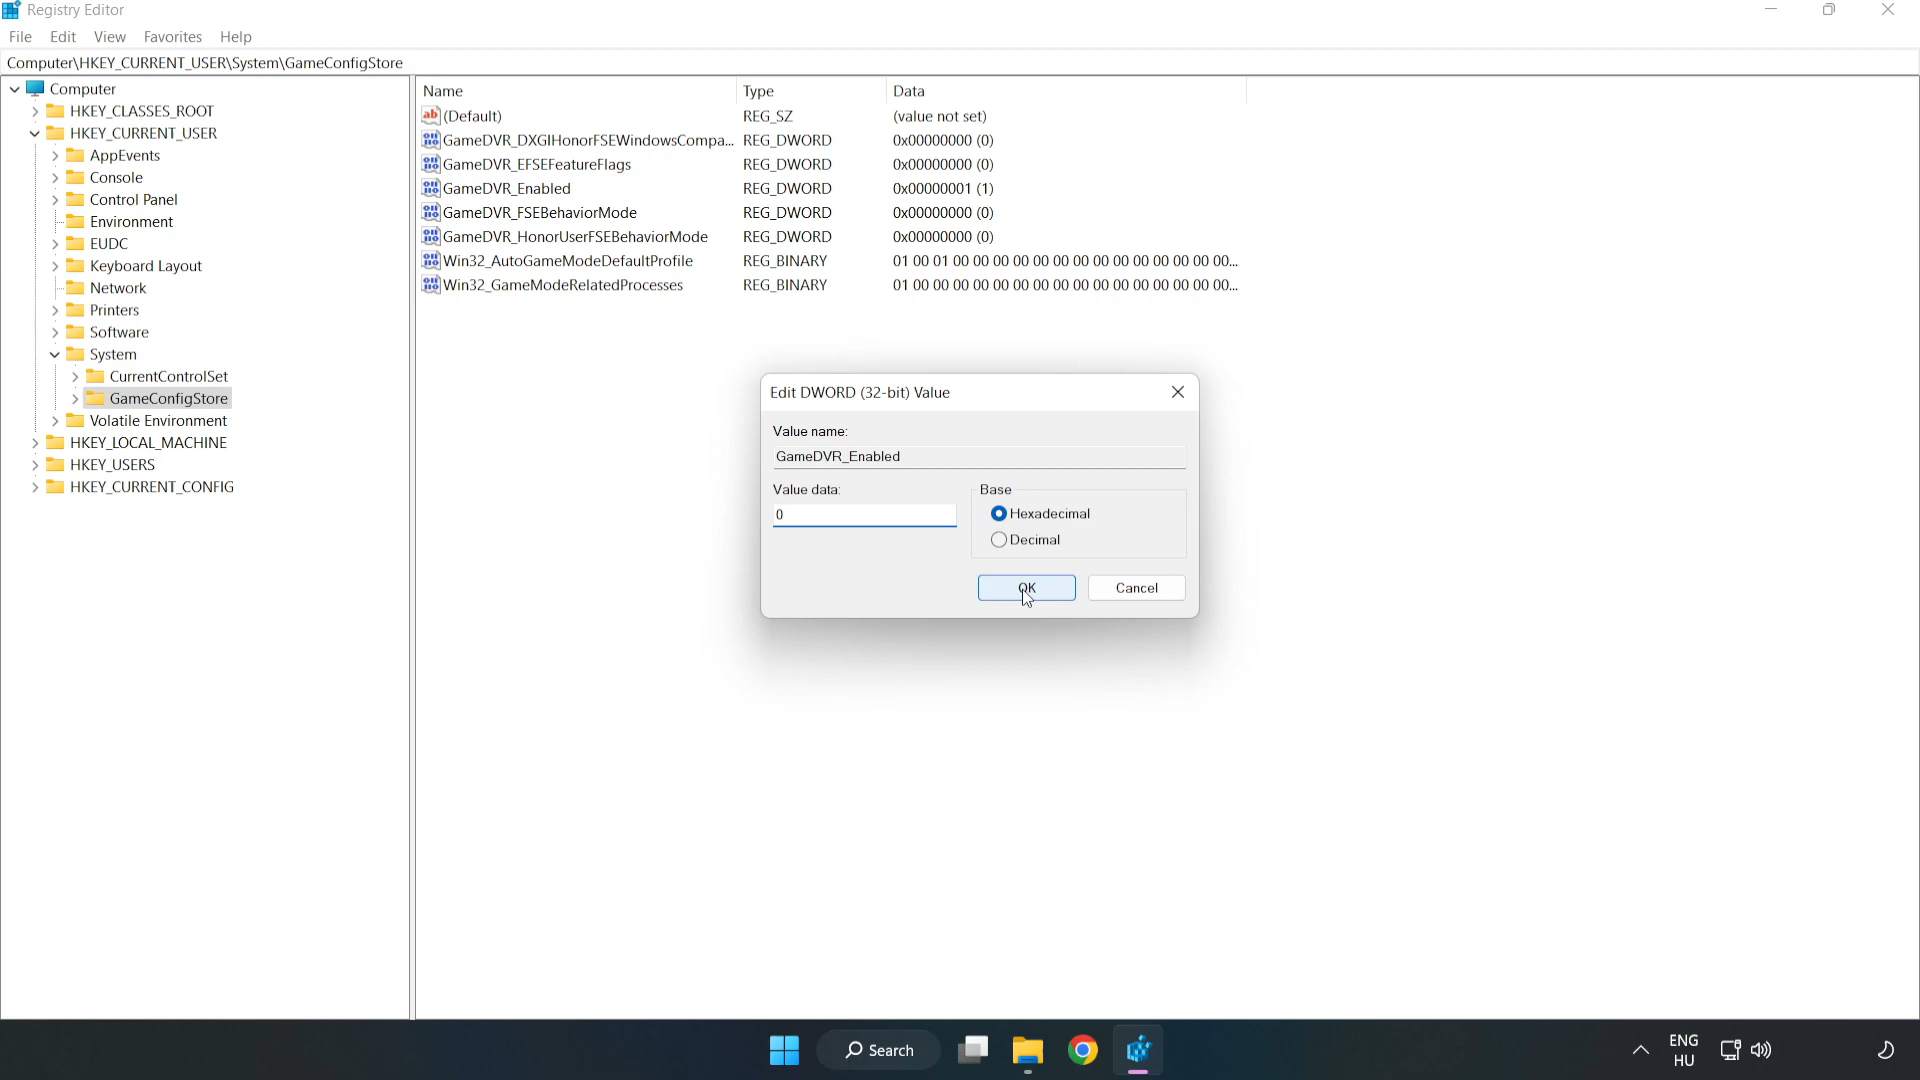 Registry Editor
File Edit View Favorites Help
Computer\HKEY_CURRENT_USER\System\GameConfigStore
Computer
HKEY_CLASSES_ROOT
HKEY_CURRENT_USER
AppEvents
Console
Control Panel
Environment
EUDC
Keyboard Layout
Network
Printers
Software
System
CurrentControlSet
GameConfigStore
Volatile Environment
HKEY_LOCAL_MACHINE
HKEY_USERS
HKEY_CURRENT_CONFIG
Name Type Data
(Default) REG_SZ (value not set)
GameDVR_DXGIHonorFSEWindowsCompa... REG_DWORD 0x00000000 (0)
GameDVR_EFSEFeatureFlags REG_DWORD 0x00000000 (0)
GameDVR_Enabled REG_DWORD 0x00000001 (1)
GameDVR_FSEBehaviorMode REG_DWORD 0x00000000 (0)
GameDVR_HonorUserFSEBehaviorMode REG_DWORD 0x00000000 (0)
Win32_AutoGameModeDefaultProfile REG_BINARY 01 00 01 00 00 00 00 00 00 00 00 00 00 00 00 00 00...
Win32_GameModeRelatedProcesses REG_BINARY 01 00 00 00 00 00 00 00 00 00 00 00 00 00 00 00 00...
Edit DWORD (32-bit) Value
Value name:
GameDVR_Enabled
Value data: Base
0 Hexadecimal
Decimal
OK Cancel
Search
ENG
HU